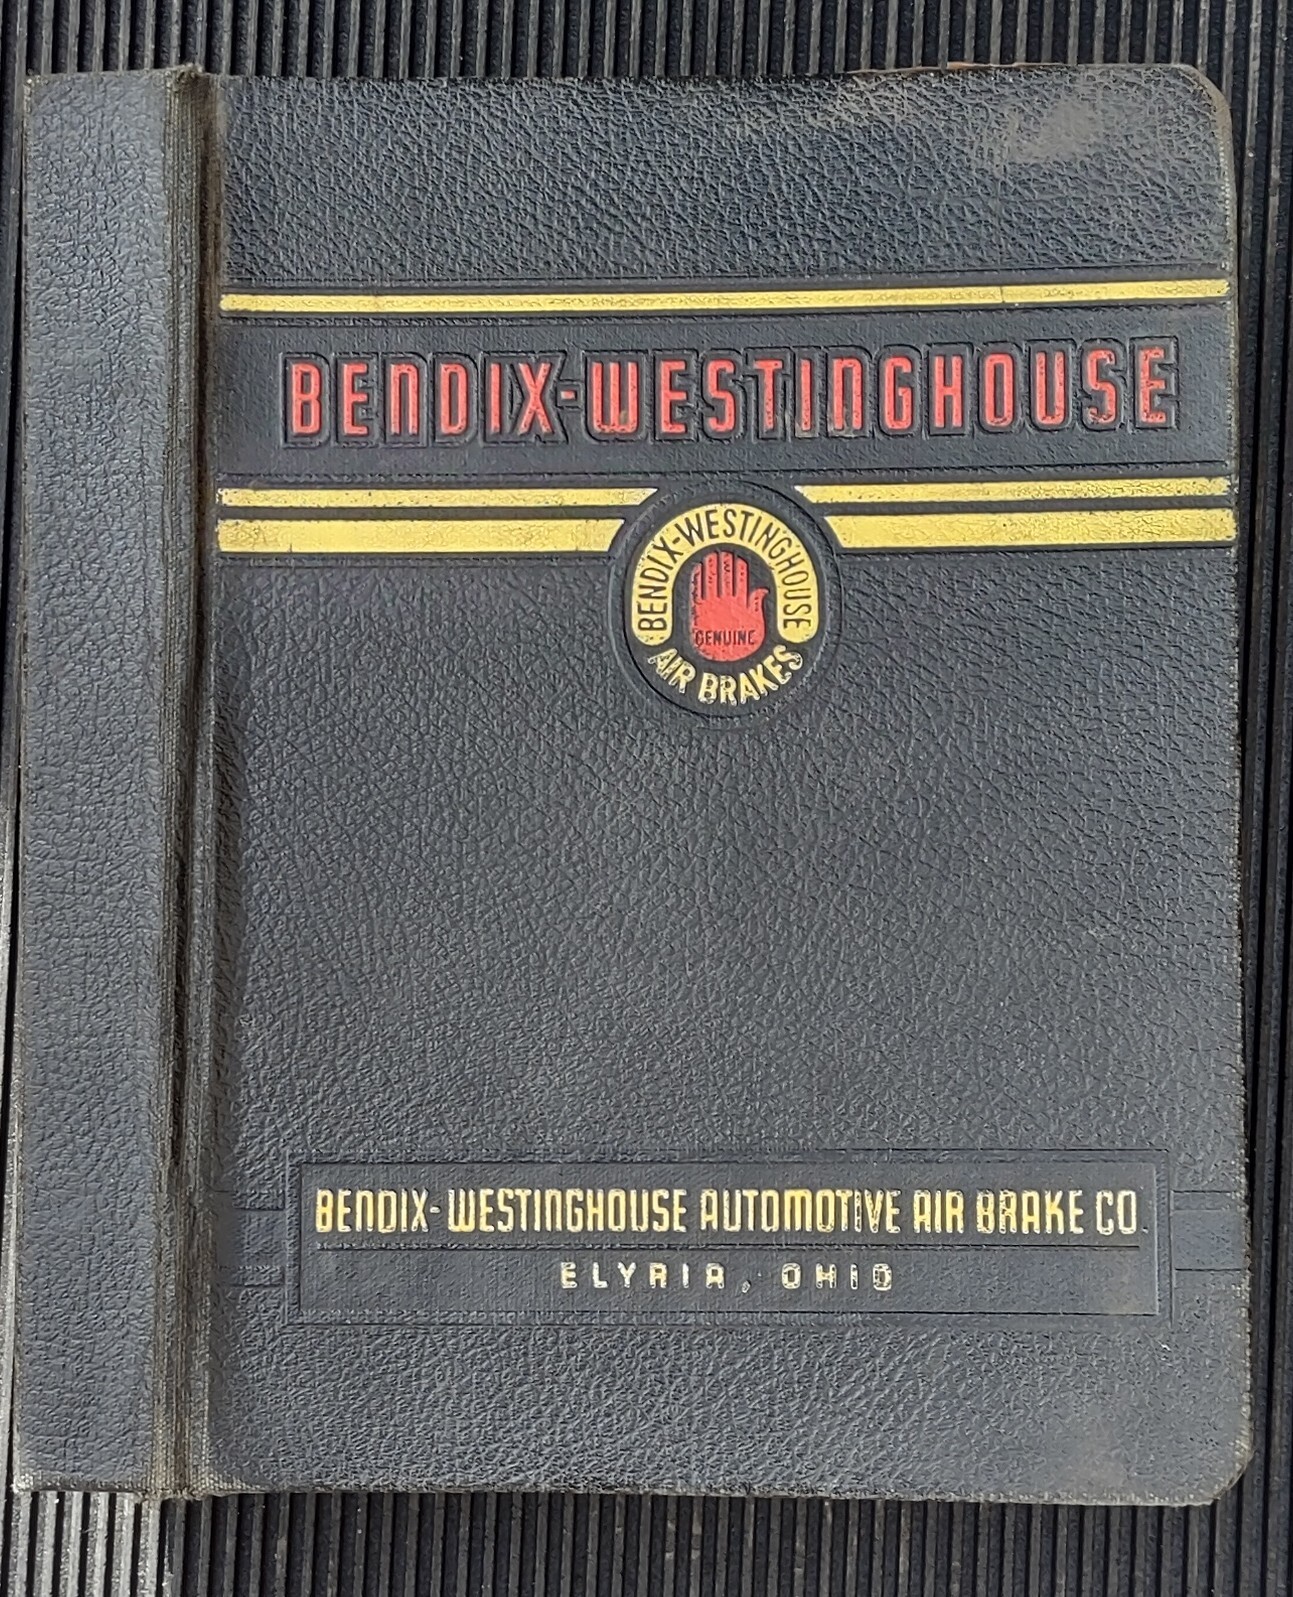 BENDIX-WESTINGHOUSE
BENDIX-WESTINGHOUSE
GENUINE
AIR BRAKES
BENDIX-WESTINGHOUSE AUTOMOTIVE AIR BRAKE CO.
ELYRIA, OHIO